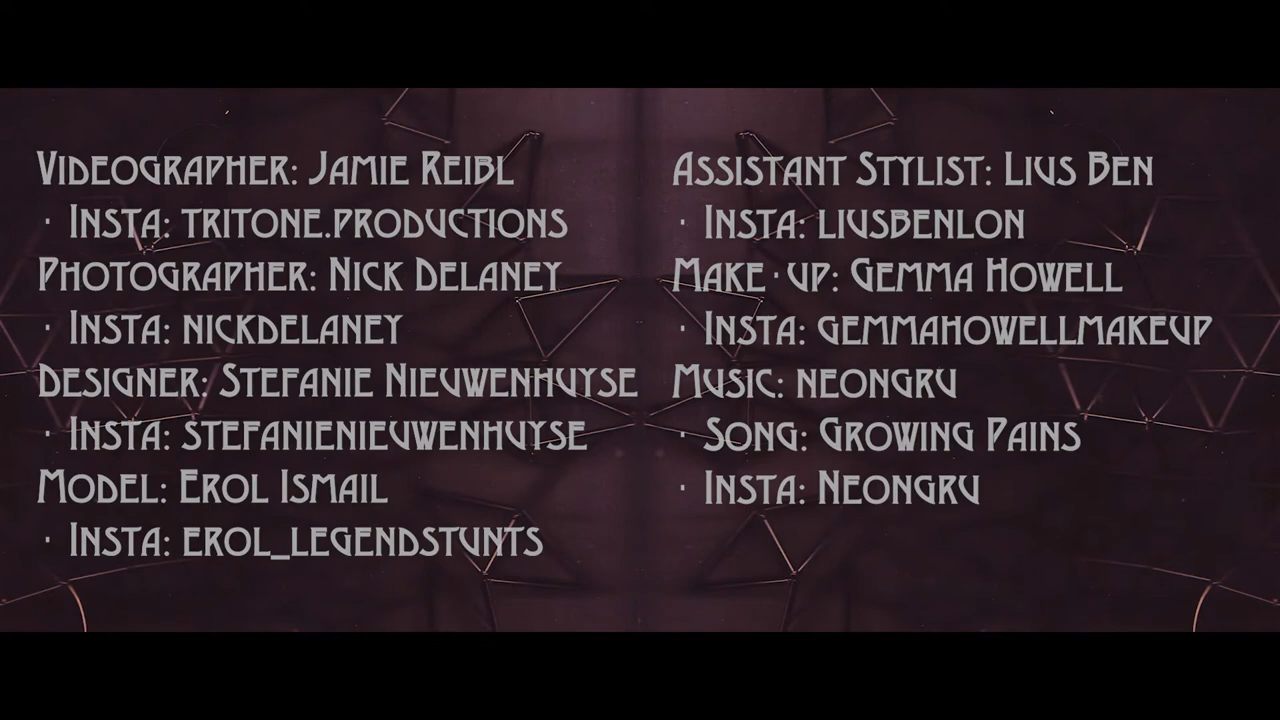 Videographer: Jamie Reibl
· Insta: tritone.productions
Photographer: Nick Delaney
· Insta: nickdelaney
Designer: Stefanie Nieuwenhuyse
· Insta: stefanienieuwenhuyse
Model: Erol Ismail
· Insta: erol_legendstunts
Assistant Stylist: Lius Ben
· Insta: liusbenlon
Make·up: Gemma Howell
· Insta: gemmahowellmakeup
Music: neongru
· Song: Growing Pains
· Insta: Neongru